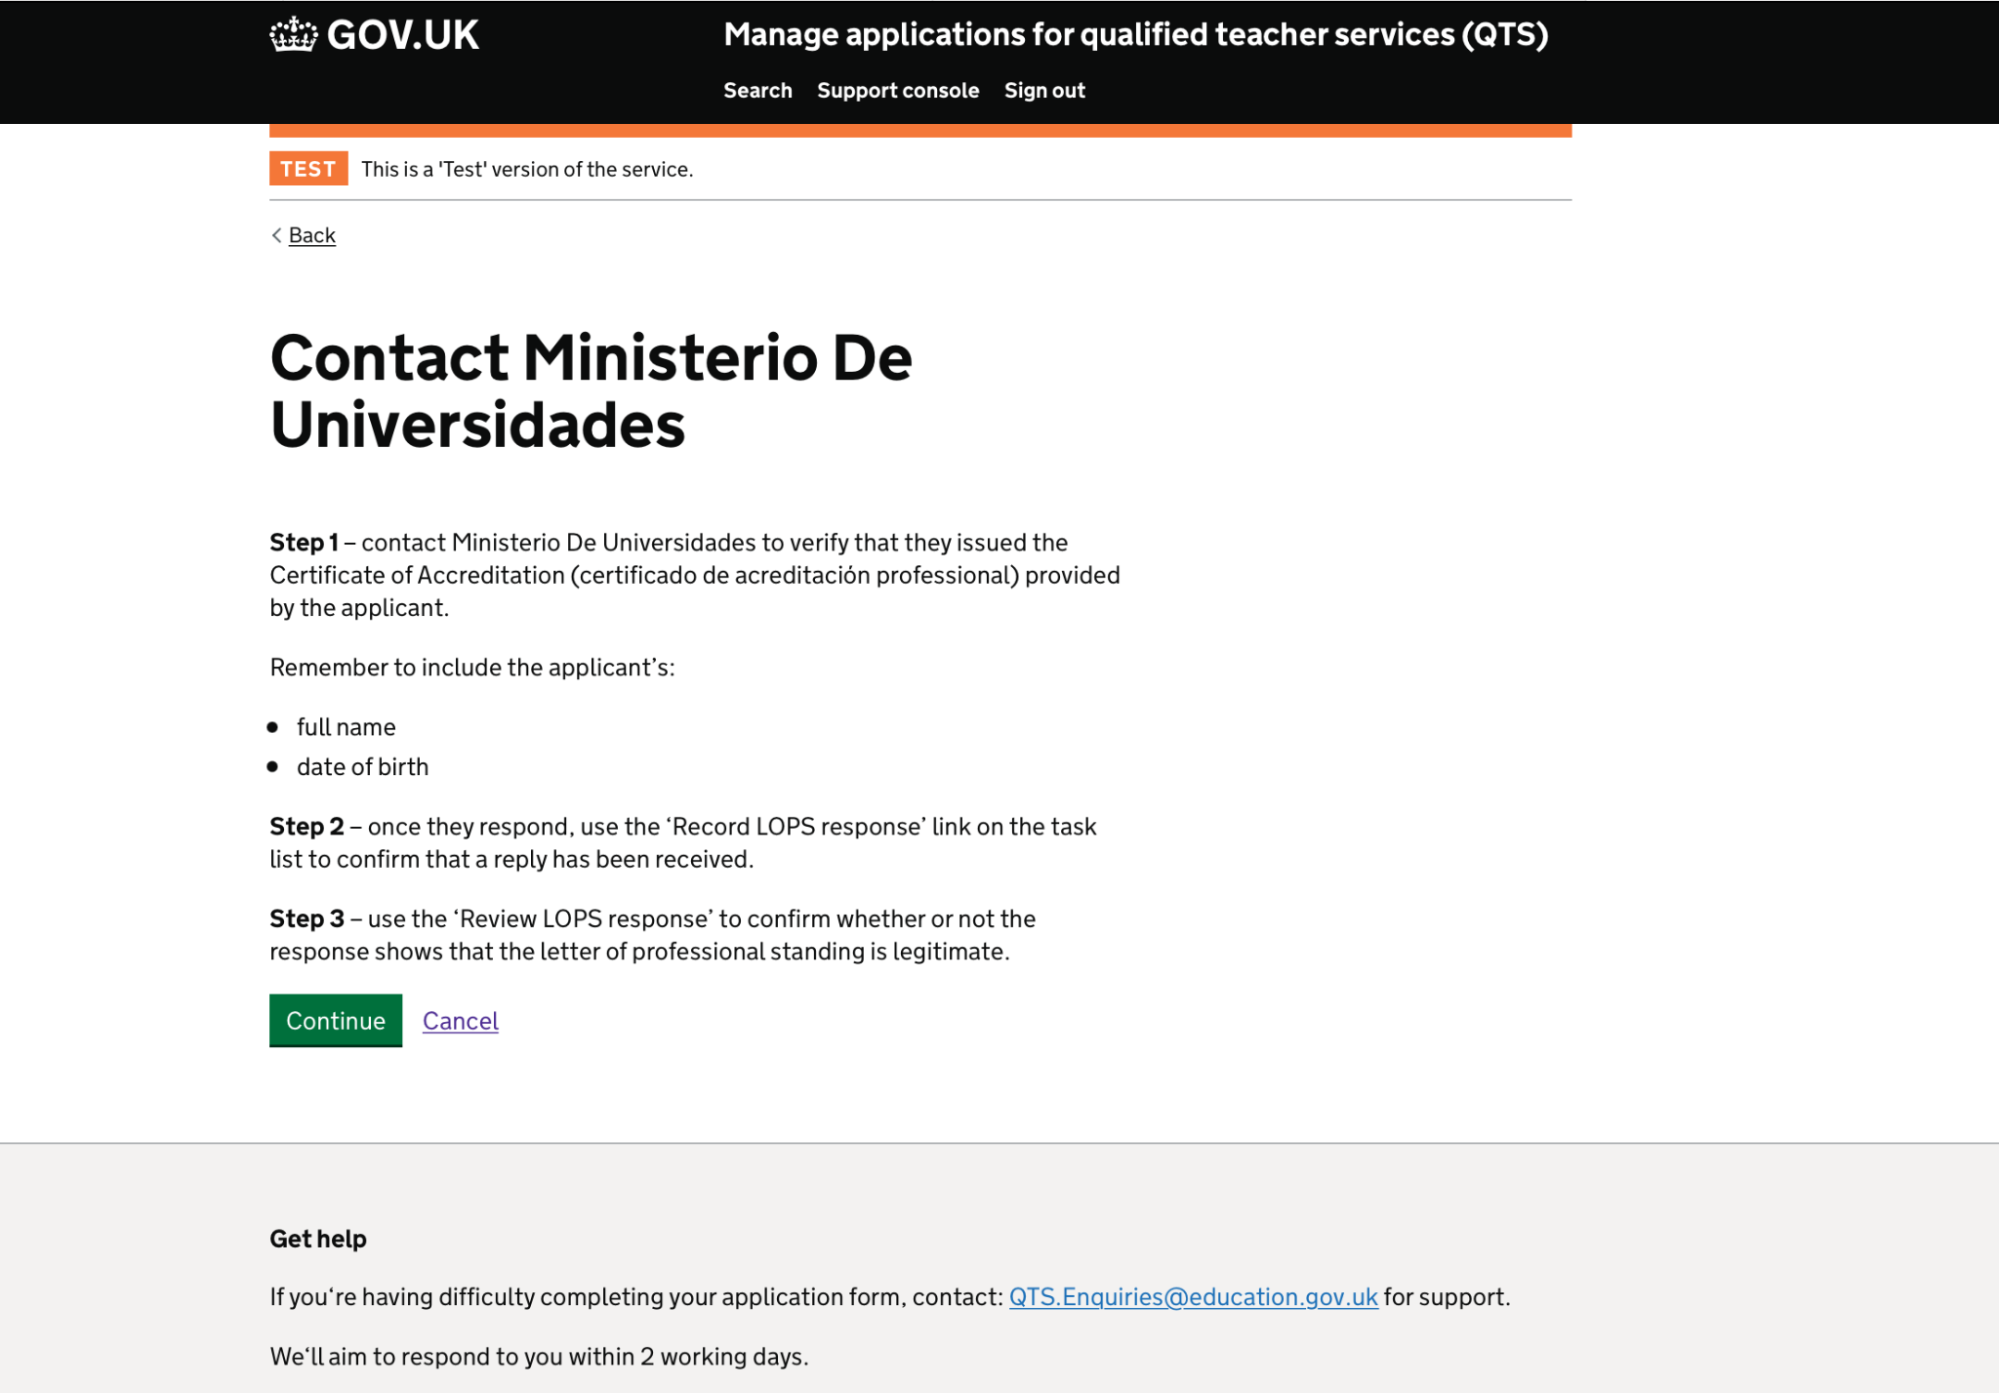 GOV.UK
Manage applications for qualified teacher services (QTS)
Search Support console Sign out
TEST This is a 'Test' version of the service.
Back
Contact Ministerio De
Universidades
Step 1 – contact Ministerio De Universidades to verify that they issued the
Certificate of Accreditation (certificado de acreditación professional) provided
by the applicant.
Remember to include the applicant’s:
• full name
• date of birth
Step 2 – once they respond, use the ‘Record LOPS response’ link on the task
list to confirm that a reply has been received.
Step 3 – use the ‘Review LOPS response’ to confirm whether or not the
response shows that the letter of professional standing is legitimate.
Continue Cancel
Get help
If you‘re having difficulty completing your application form, contact: QTS.Enquiries@education.gov.uk for support.
We‘ll aim to respond to you within 2 working days.